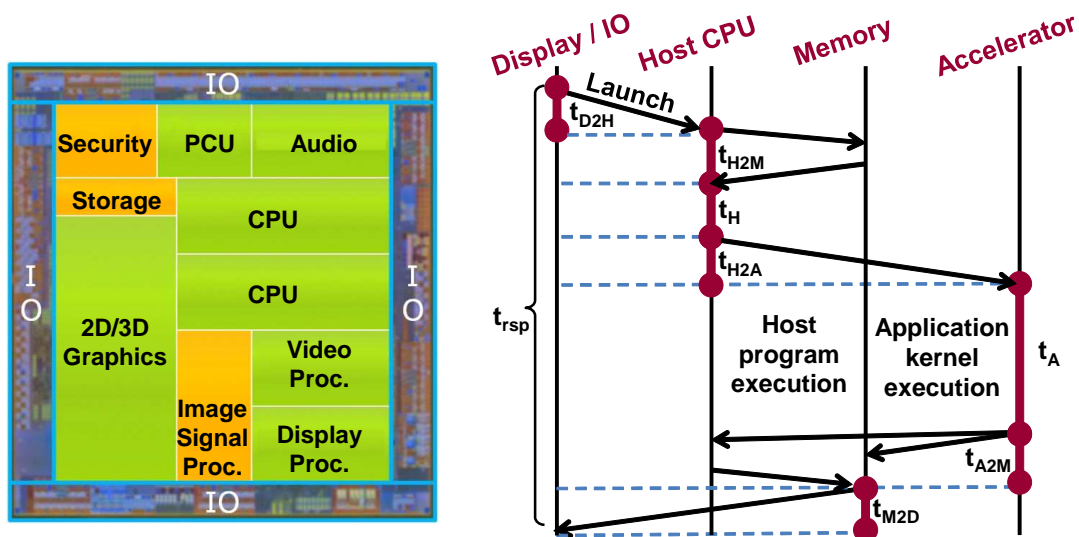 IO
Security
PCU
Audio
Storage
CPU
CPU
2D/3D
Graphics
Video
Proc.
Image
Signal
Proc.
Display
Proc.
I
O
I
O
IO
Display / IO
Host CPU
Memory
Accelerator
Launch
tD2H
tH2M
tH
tH2A
trsp
Host
program
execution
Application
kernel
execution
tA
tA2M
tM2D